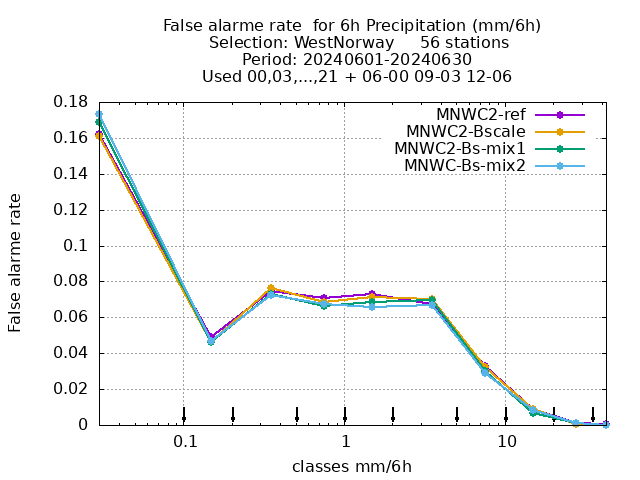 False alarme rate  for 6h Precipitation (mm/6h)
Selection: WestNorway     56 stations
Period: 20240601-20240630
Used 00,03,...,21 + 06-00 09-03 12-06
MNWC2-ref
MNWC2-Bscale
MNWC2-Bs-mix1
MNWC-Bs-mix2
False alarme rate
0.18
0.16
0.14
0.12
0.1
0.08
0.06
0.04
0.02
0
0.1
1
10
classes mm/6h